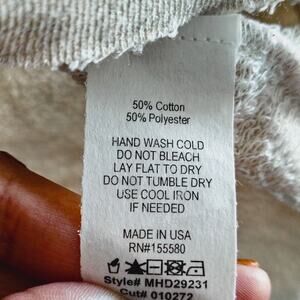 50% Cotton
50% Polyester
HAND WASH COLD
DO NOT BLEACH
LAY FLAT TO DRY
DO NOT TUMBLE DRY
USE COOL IRON
IF NEEDED
MADE IN USA
RN#155580
Style# MHD29231
Cut# 010272